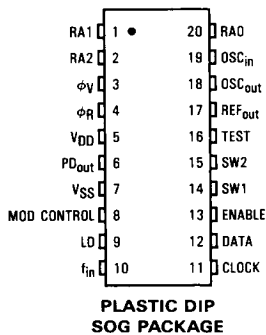 RA1 1 20 RA0
RA2 2 19 OSCin
ϕV 3 18 OSCout
ϕR 4 17 REFout
VDD 5 16 TEST
PDout 6 15 SW2
VSS 7 14 SW1
MOD CONTROL 8 13 ENABLE
LD 9 12 DATA
fin 10 11 CLOCK
PLASTIC DIP
SOG PACKAGE